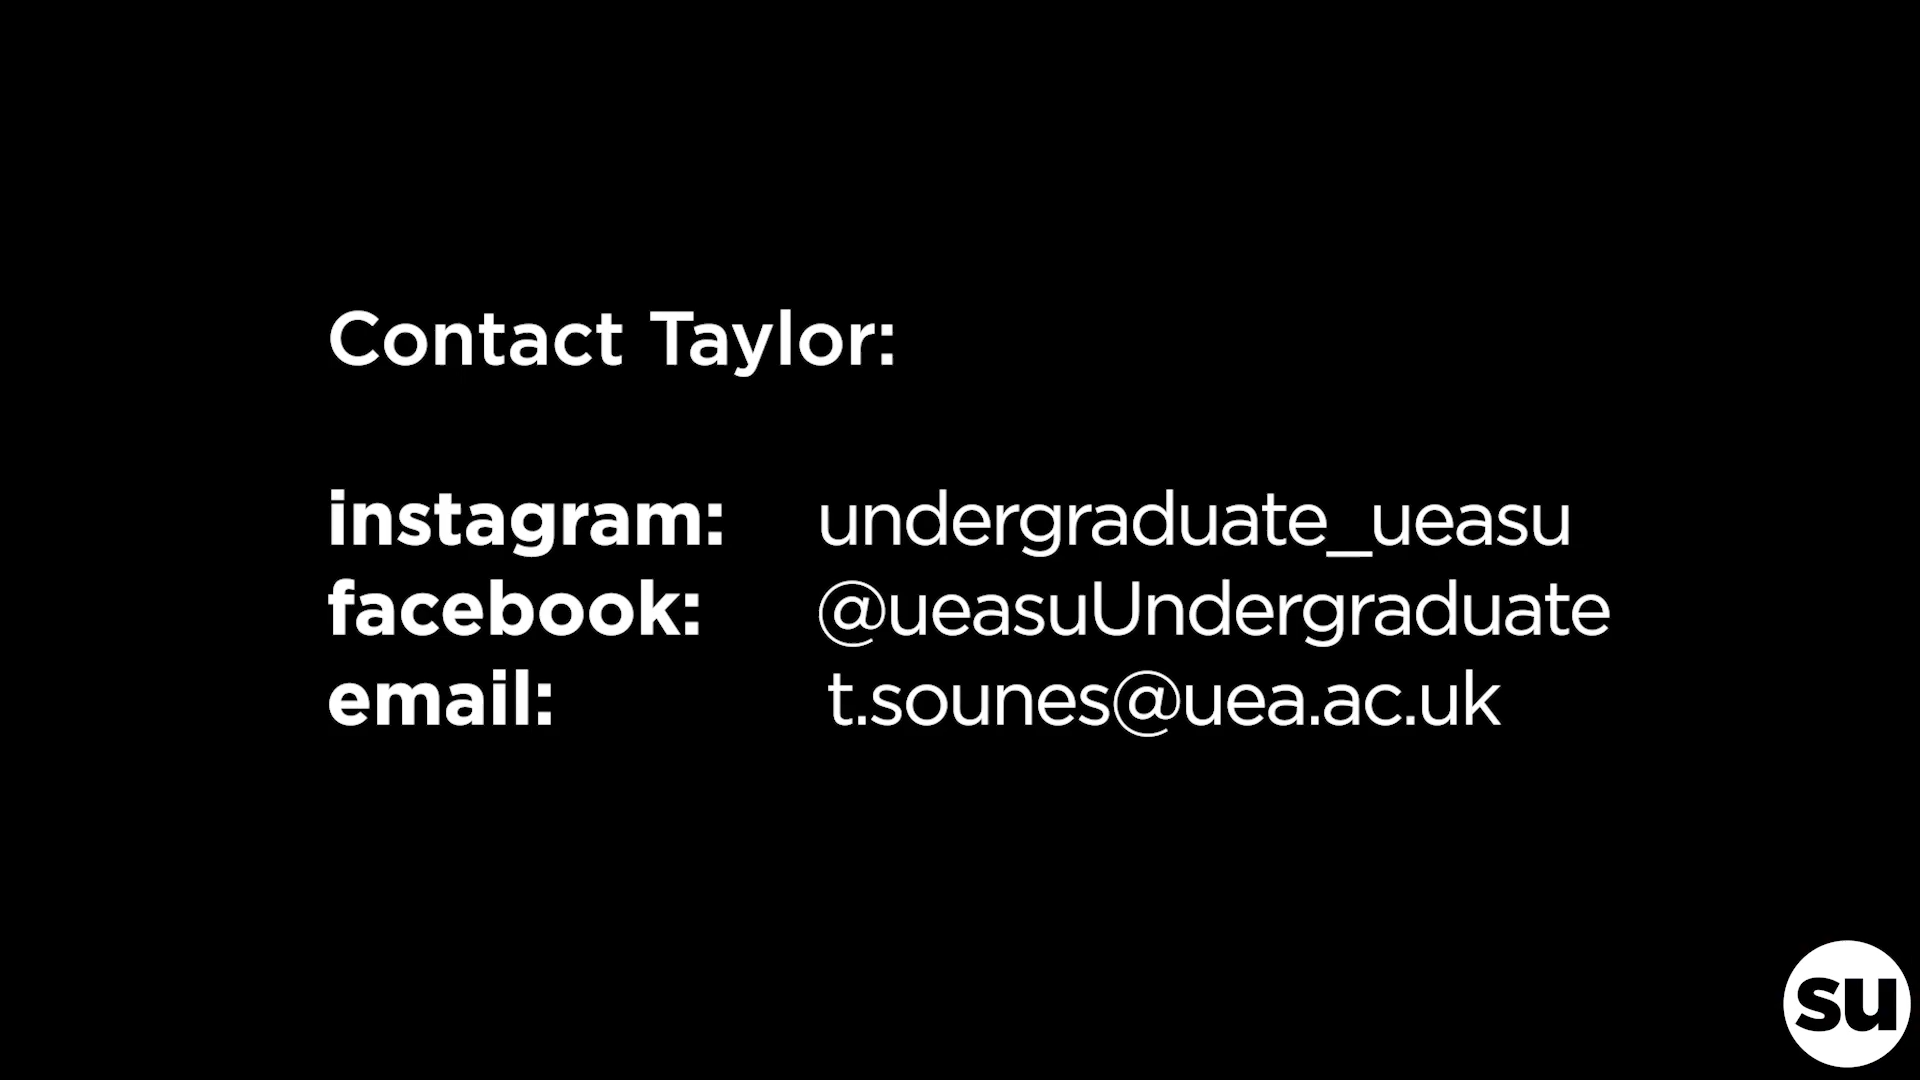 Contact Taylor:
instagram: undergraduate_ueasu
facebook: @ueasuUndergraduate
email: t.sounes@uea.ac.uk
su